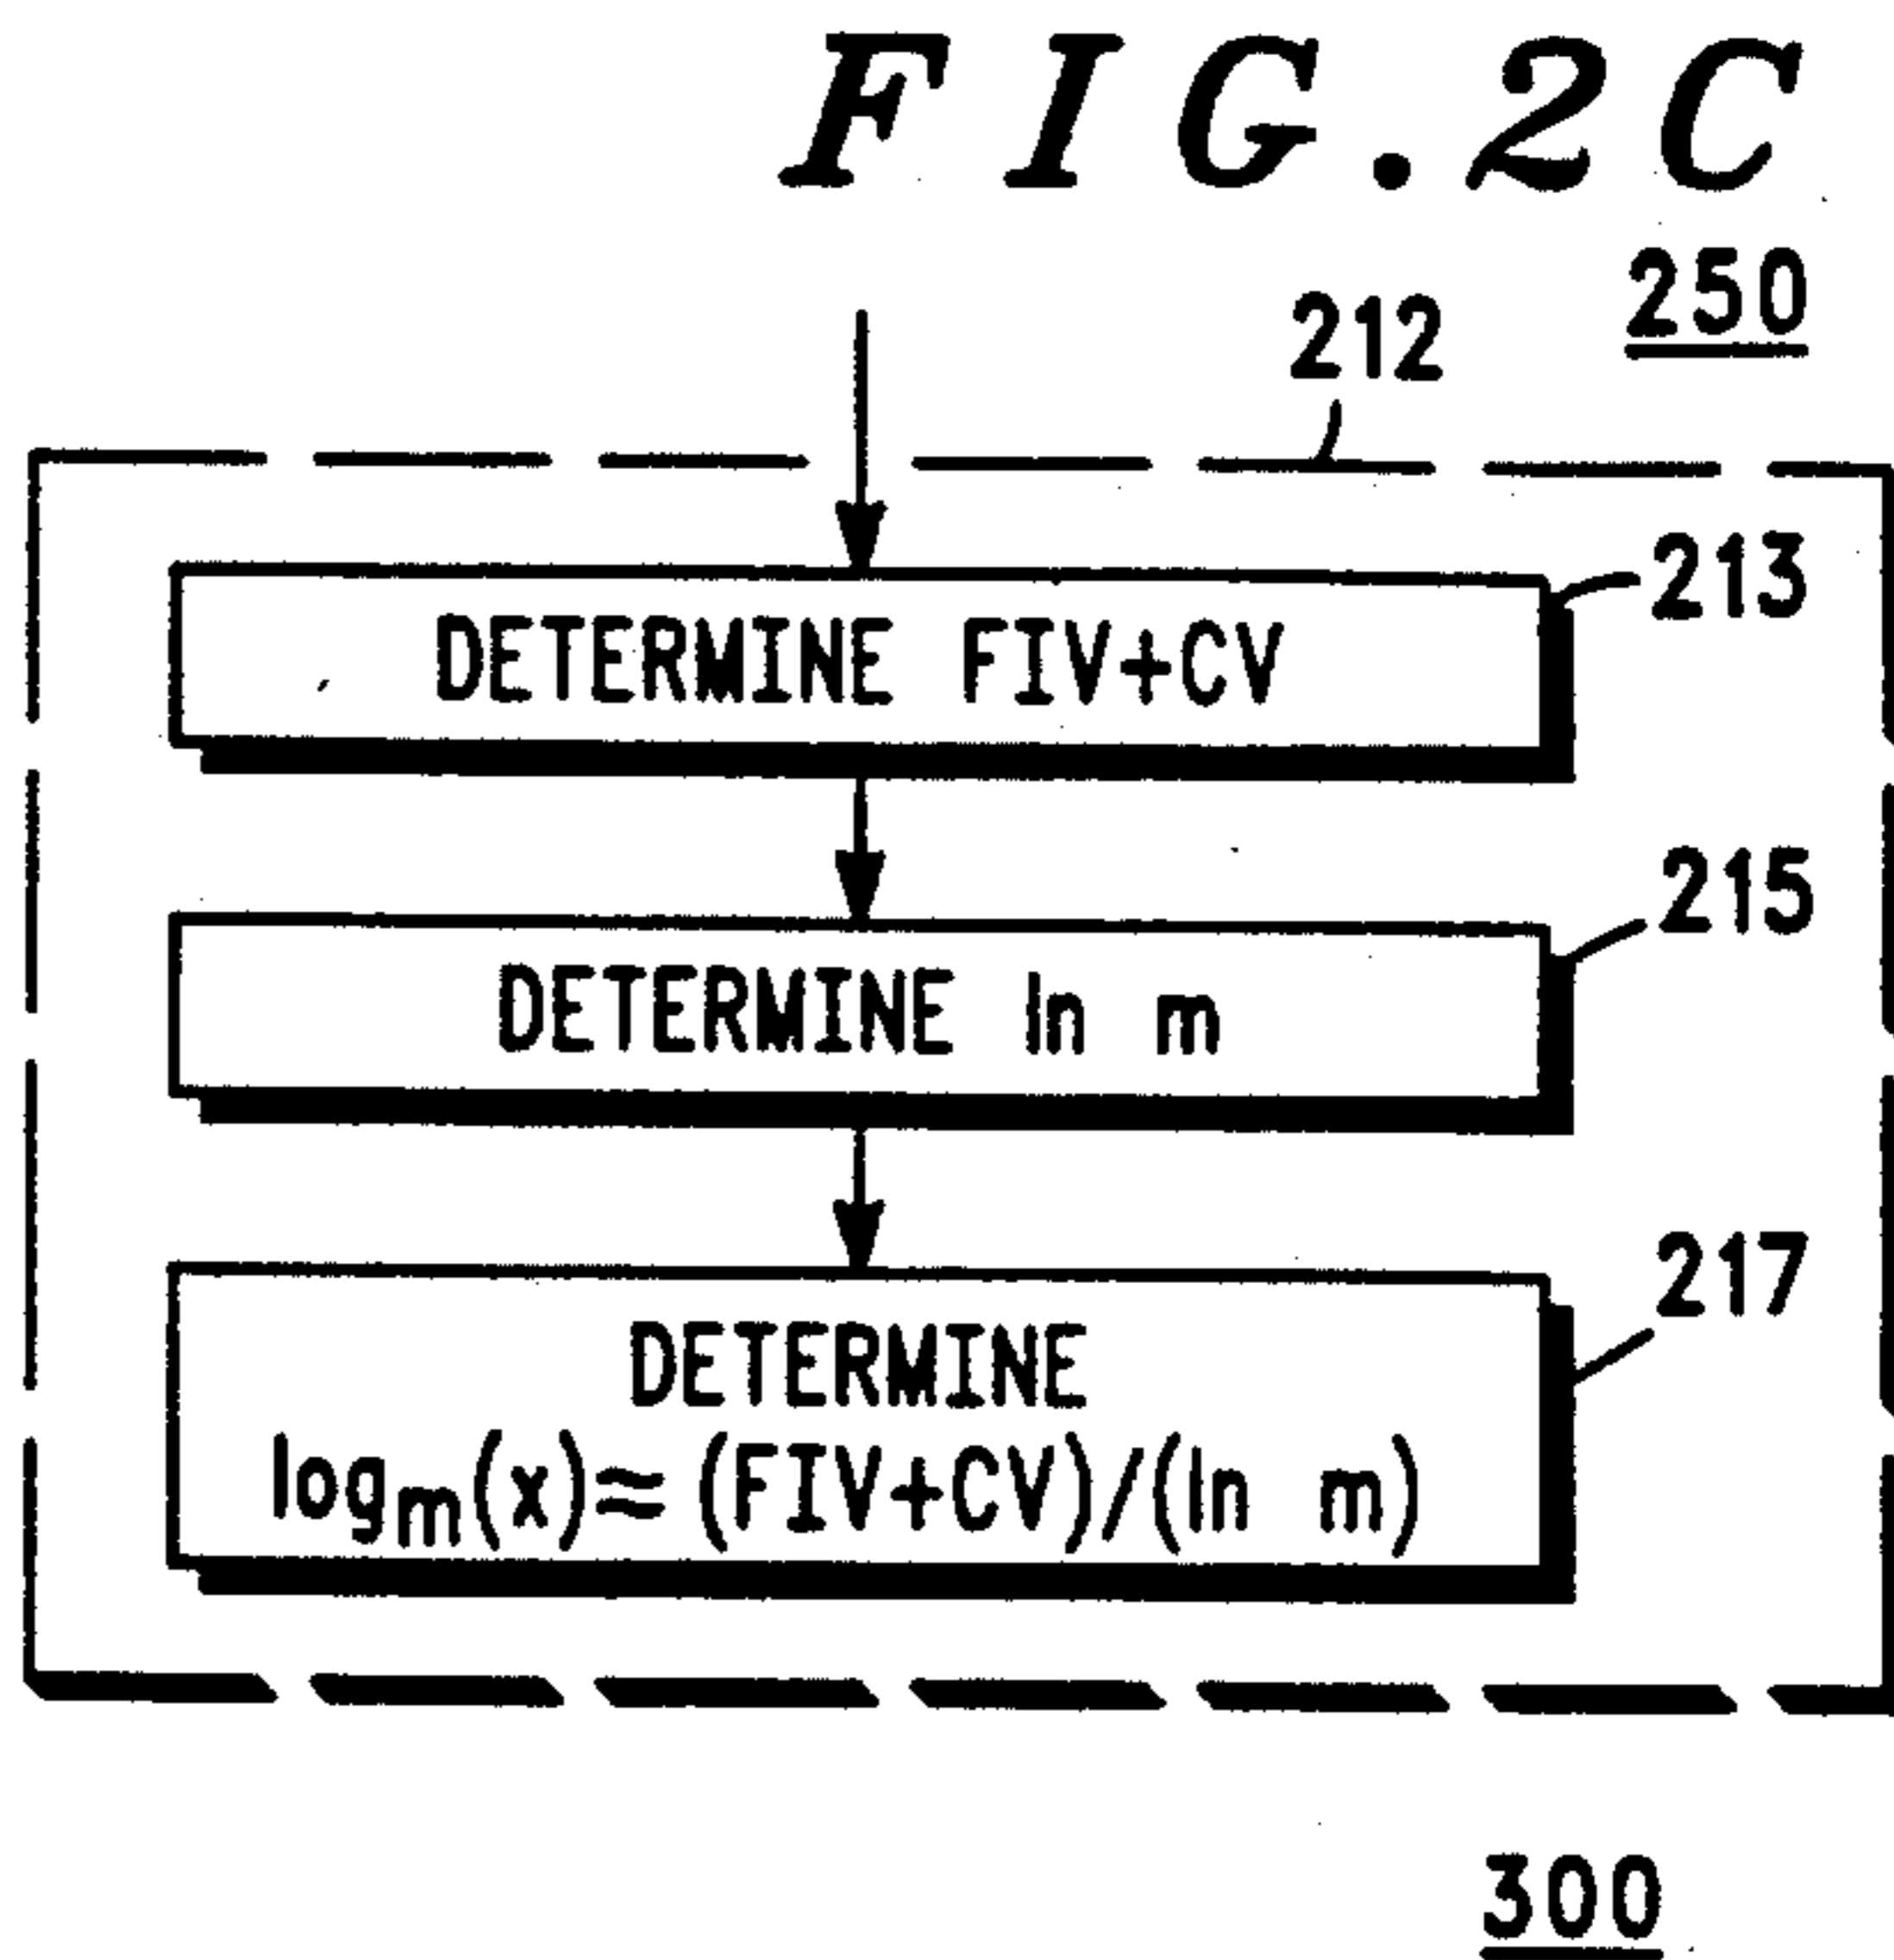 FIG.2C
250
212
213
DETERMINE FIV+CV
215
DETERMINE ln m
217
DETERMINE
logₘ(x)≈(FIV+CV)/(ln m)
300